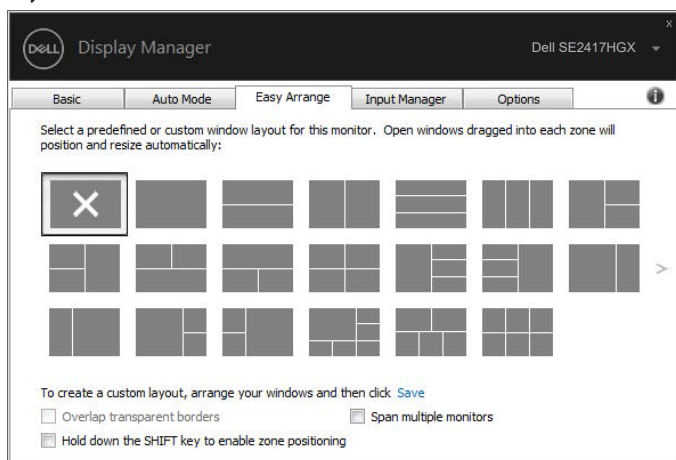 x
DELL Display Manager Dell SE2417HGX
Basic Auto Mode Easy Arrange Input Manager Options
Select a predefined or custom window layout for this monitor. Open windows dragged into each zone will
position and resize automatically:
>
To create a custom layout, arrange your windows and then click Save
Overlap transparent borders Span multiple monitors
Hold down the SHIFT key to enable zone positioning